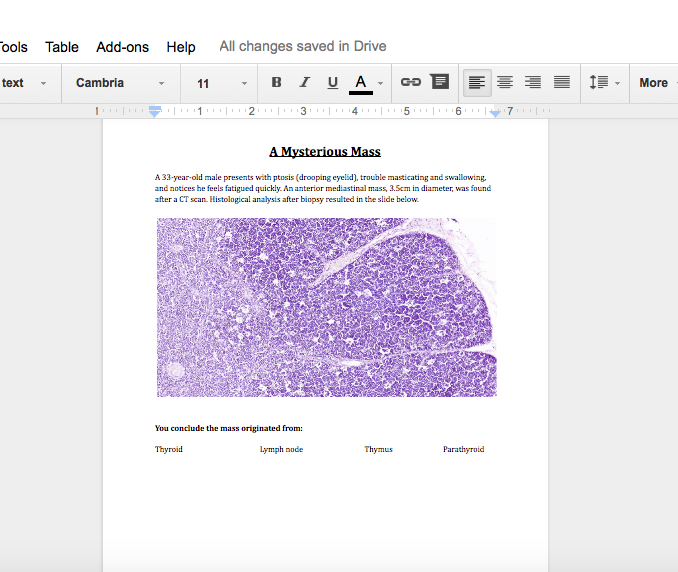 Tools Table Add-ons Help All changes saved in Drive
text Cambria 11 B I U A More
1 1 2 3 4 5 6 7
A Mysterious Mass
A 33-year-old male presents with ptosis (drooping eyelid), trouble masticating and swallowing,
and notices he feels fatigued quickly. An anterior mediastinal mass, 3.5cm in diameter, was found
after a CT scan. Histological analysis after biopsy resulted in the slide below.
You conclude the mass originated from:
Thyroid Lymph node Thymus Parathyroid